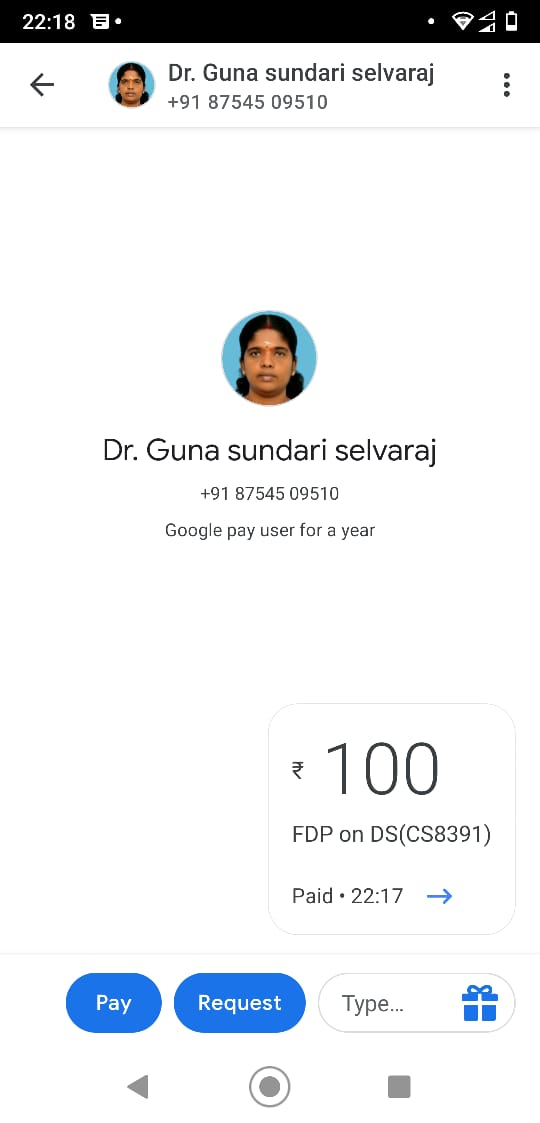 22:18
Dr. Guna sundari selvaraj
+91 87545 09510
Dr. Guna sundari selvaraj
+91 87545 09510
Google pay user for a year
₹ 100
FDP on DS(CS8391)
Paid • 22:17
Pay Request Type...